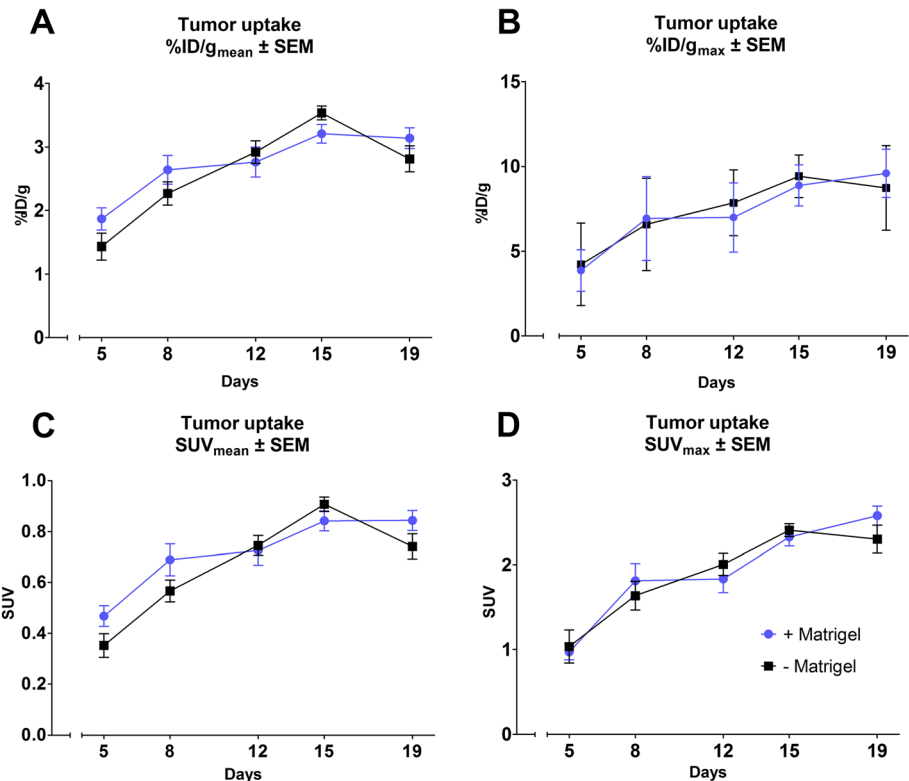 A
Tumor uptake
%ID/gmean ± SEM
4
3
2
1
0
%ID/g
5 8 12 15 19
Days
B
Tumor uptake
%ID/gmax ± SEM
15
10
5
0
%ID/g
5 8 12 15 19
Days
C
Tumor uptake
SUVmean ± SEM
1.0
0.8
0.6
0.4
0.2
0.0
SUV
5 8 12 15 19
Days
D
Tumor uptake
SUVmax ± SEM
3
2
1
0
SUV
+ Matrigel
- Matrigel
5 8 12 15 19
Days